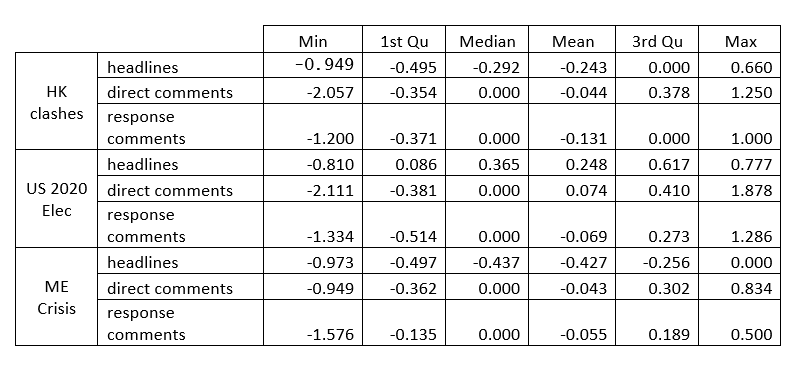 Min 1st Qu Median Mean 3rd Qu Max
HK clashes
headlines -0.949 -0.495 -0.292 -0.243 0.000 0.660
direct comments -2.057 -0.354 0.000 -0.044 0.378 1.250
response
comments -1.200 -0.371 0.000 -0.131 0.000 1.000
US 2020 Elec
headlines -0.810 0.086 0.365 0.248 0.617 0.777
direct comments -2.111 -0.381 0.000 0.074 0.410 1.878
response
comments -1.334 -0.514 0.000 -0.069 0.273 1.286
ME Crisis
headlines -0.973 -0.497 -0.437 -0.427 -0.256 0.000
direct comments -0.949 -0.362 0.000 -0.043 0.302 0.834
response
comments -1.576 -0.135 0.000 -0.055 0.189 0.500